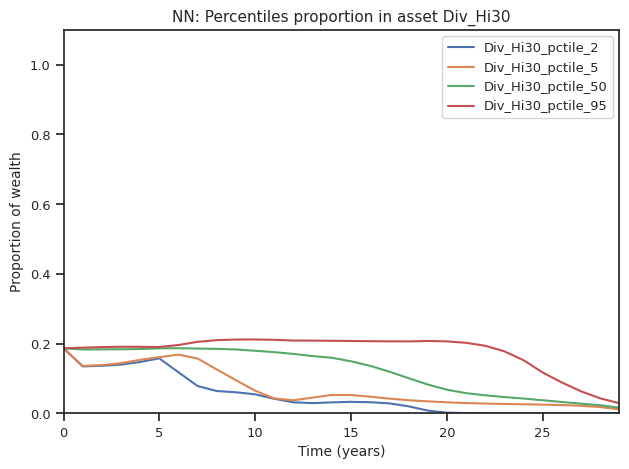 NN: Percentiles proportion in asset Div_Hi30
Div_Hi30_pctile_2
Div_Hi30_pctile_5
Div_Hi30_pctile_50
Div_Hi30_pctile_95
Proportion of wealth
1.0
0.8
0.6
0.4
0.2
0.0
0 5 10 15 20 25
Time (years)